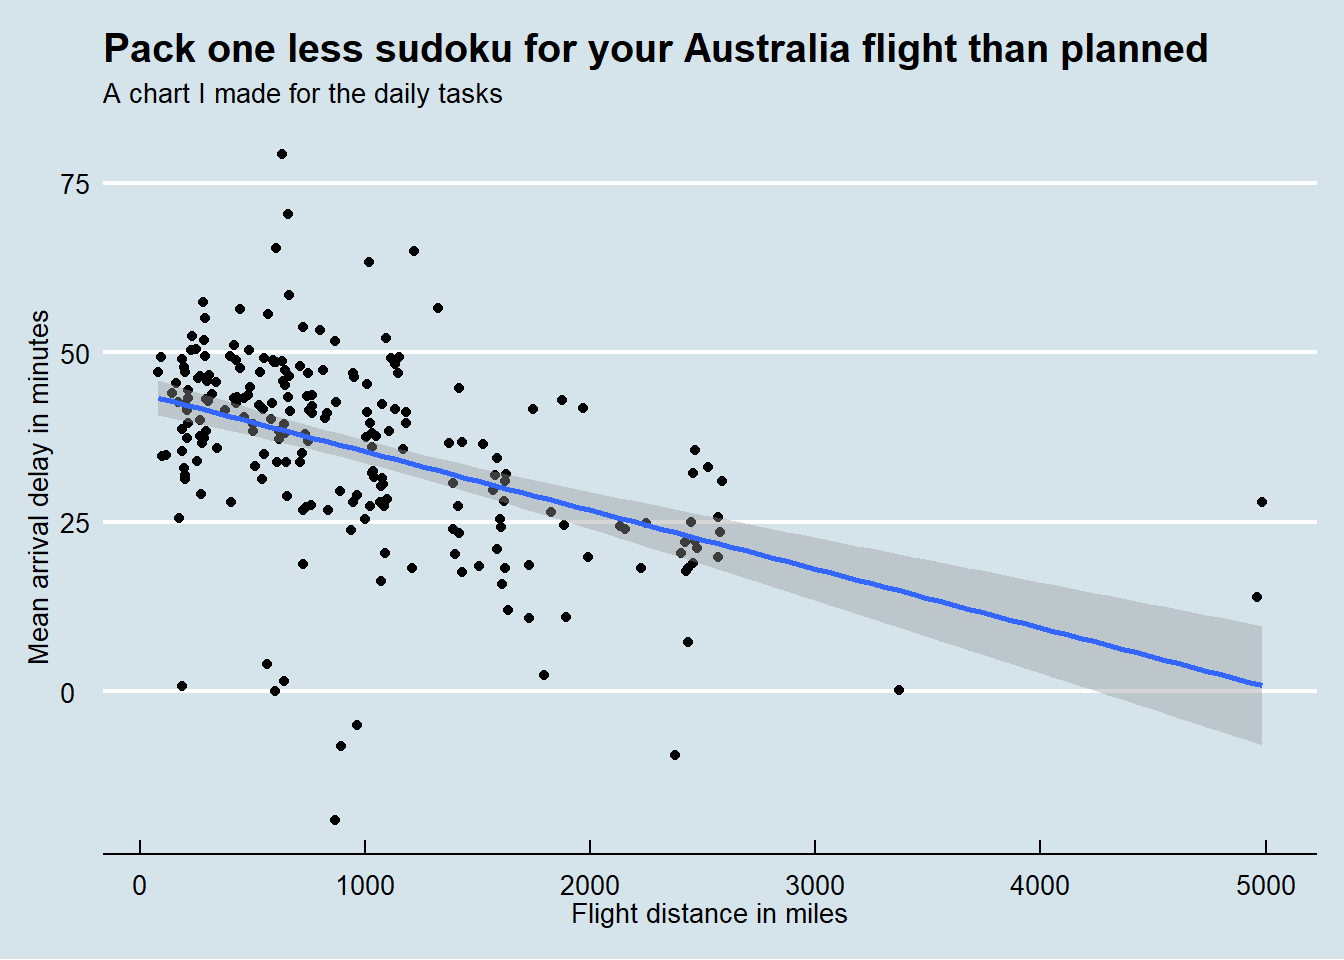 Pack one less sudoku for your Australia flight than planned
A chart I made for the daily tasks
75
50
25
0
Mean arrival delay in minutes
0 1000 2000 3000 4000 5000
Flight distance in miles